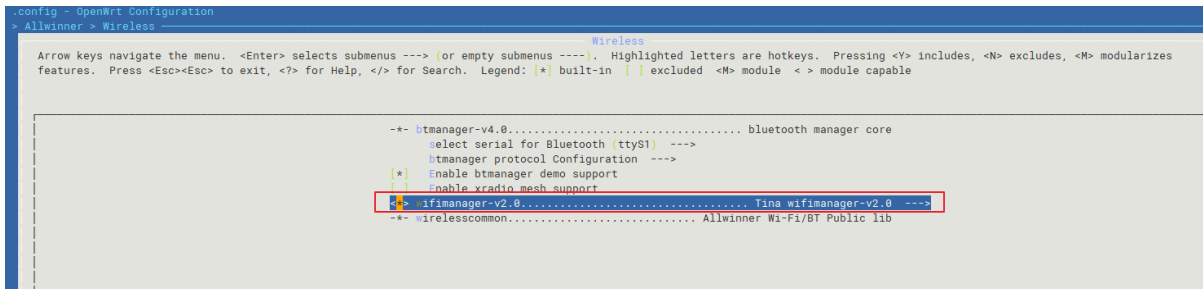 .config - OpenWrt Configuration
> Allwinner > Wireless
Wireless
Arrow keys navigate the menu. <Enter> selects submenus ---> (or empty submenus ----). Highlighted letters are hotkeys. Pressing <Y> includes, <N> excludes, <M> modularizes
features. Press <Esc><Esc> to exit, <?> for Help, </> for Search. Legend: [*] built-in [ ] excluded <M> module < > module capable
-*- btmanager-v4.0.................................... bluetooth manager core
select serial for Bluetooth (ttyS1) --->
btmanager protocol Configuration --->
[*] Enable btmanager demo support
[ ] Enable xradio mesh support
<*> wifimanager-v2.0................................... Tina wifimanager-v2.0 --->
-*- wirelesscommon............................. Allwinner Wi-Fi/BT Public lib